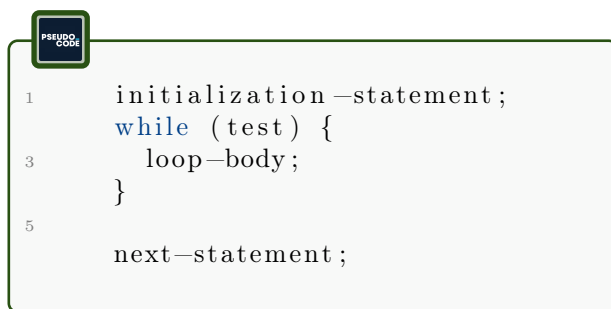 PSEUDO
CODE
1 initialization-statement;
while (test) {
3 loop-body;
}
5
next-statement;